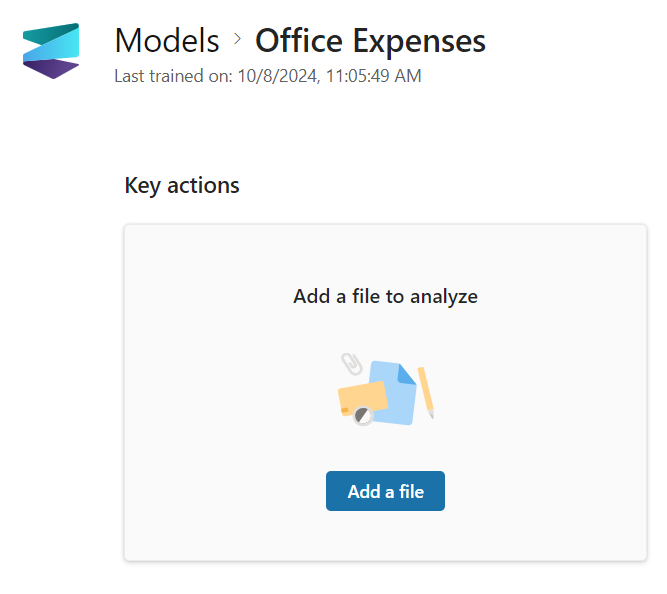 Models > Office Expenses
Last trained on: 10/8/2024, 11:05:49 AM
Key actions
Add a file to analyze
Add a file